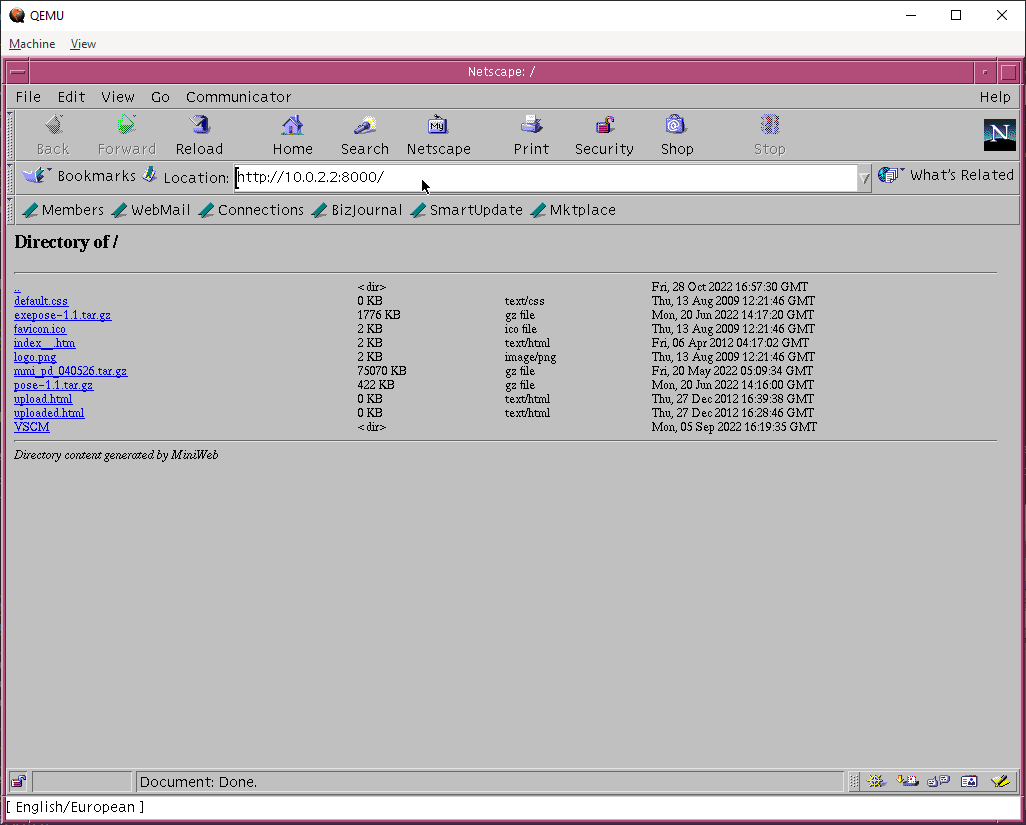 QEMU
Machine View
Netscape: /
File Edit View Go Communicator Help
My N
Back Forward Reload Home Search Netscape Print Security Shop Stop
Bookmarks Location: http://10.0.2.2:8000/ What's Related
Members WebMail Connections BizJournal SmartUpdate Mktplace
Directory of /
.. <dir> Fri, 28 Oct 2022 16:57:30 GMT
default.css 0 KB text/css Thu, 13 Aug 2009 12:21:46 GMT
exepose-1.1.tar.gz 1776 KB gz file Mon, 20 Jun 2022 14:17:20 GMT
favicon.ico 2 KB ico file Thu, 13 Aug 2009 12:21:46 GMT
index__.htm 2 KB text/html Fri, 06 Apr 2012 04:17:02 GMT
logo.png 2 KB image/png Thu, 13 Aug 2009 12:21:46 GMT
mmi_pd_040526.tar.gz 75070 KB gz file Fri, 20 May 2022 05:09:34 GMT
pose-1.1.tar.gz 422 KB gz file Mon, 20 Jun 2022 14:16:00 GMT
upload.html 0 KB text/html Thu, 27 Dec 2012 16:39:38 GMT
uploaded.html 0 KB text/html Thu, 27 Dec 2012 16:28:46 GMT
VSCM <dir> Mon, 05 Sep 2022 16:19:35 GMT
Directory content generated by MiniWeb
Document: Done.
[ English/European ]